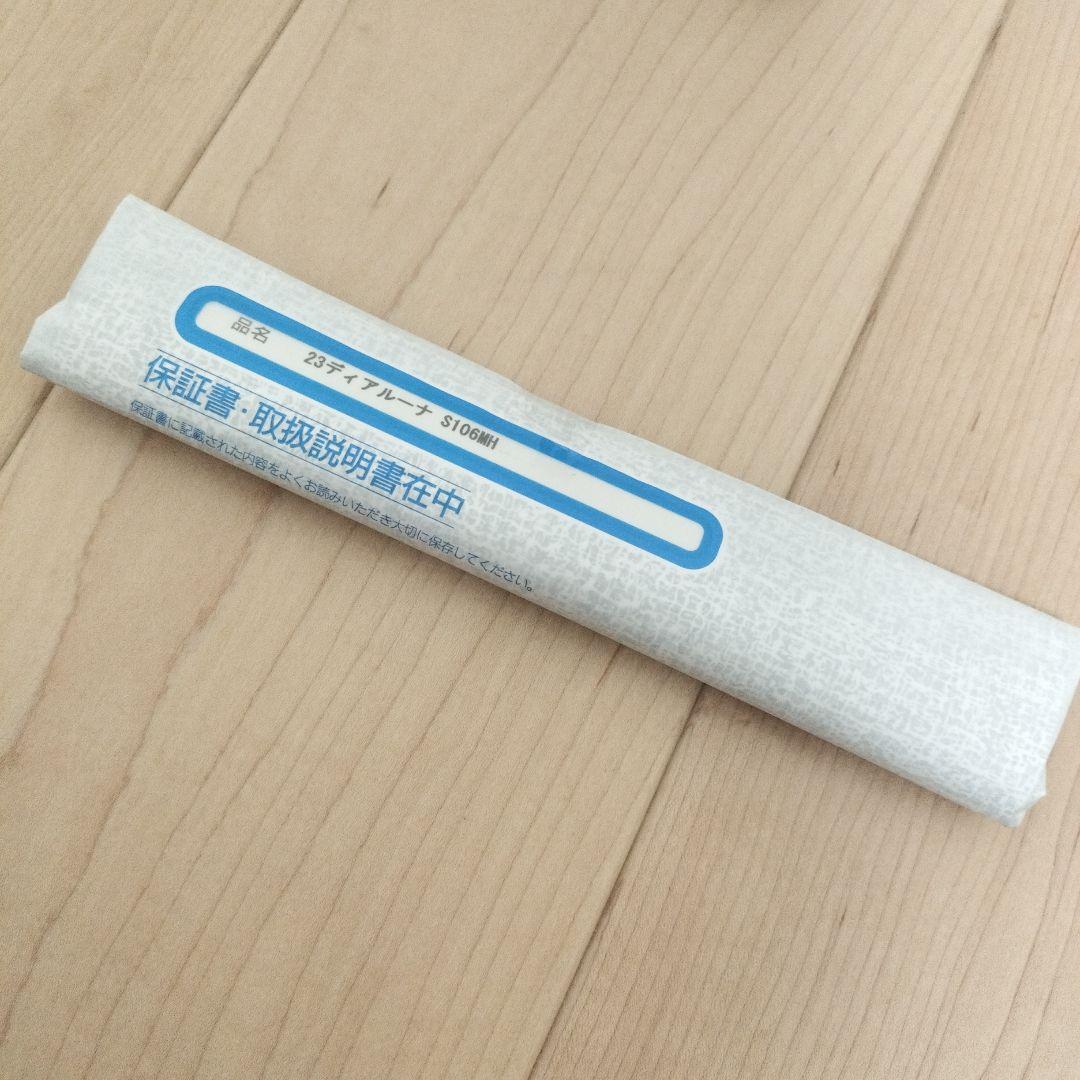 品名 23ディアルーナ S106MH
保証書・取扱説明書在中
保証書に記載された内容をよくお読みいただき大切に保存してください。